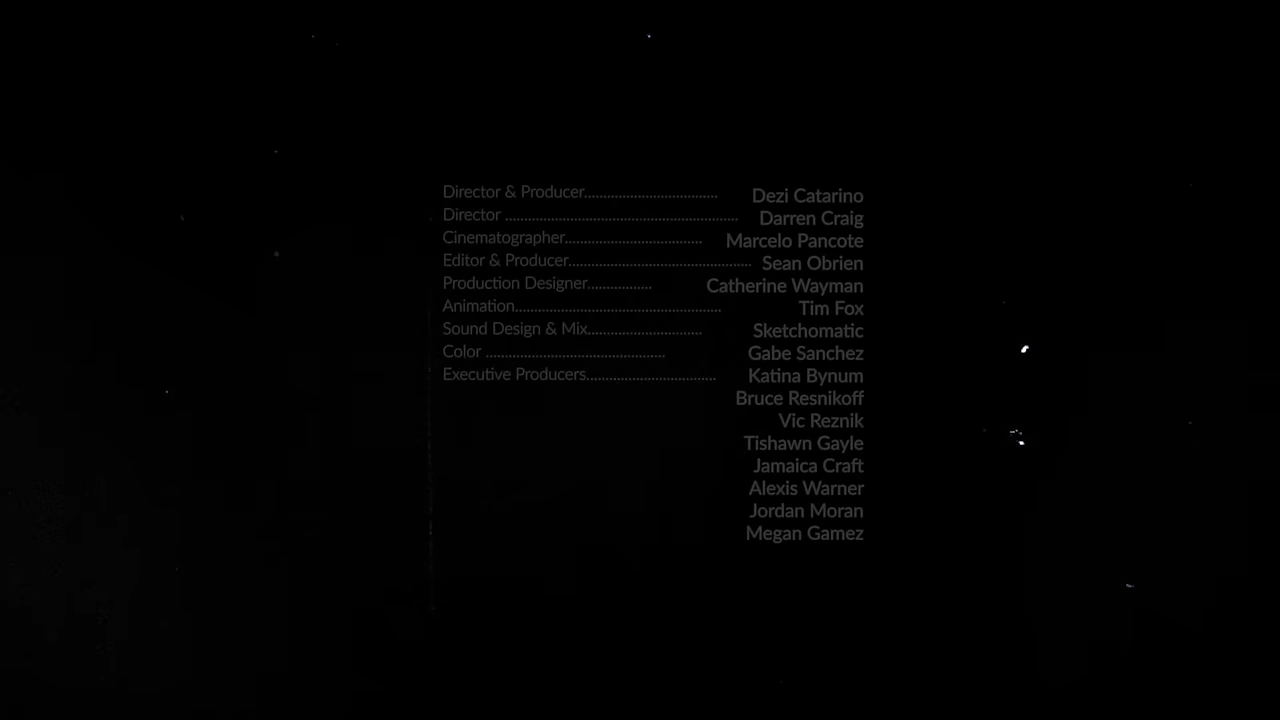 Director & Producer.................................. Dezi Catarino
Director ........................................................... Darren Craig
Cinematographer................................... Marcelo Pancote
Editor & Producer.............................................. Sean Obrien
Production Designer................ Catherine Wayman
Animation.................................................... Tim Fox
Sound Design & Mix............................. Sketchomatic
Color .............................................. Gabe Sanchez
Executive Producers................................. Katina Bynum
Bruce Resnikoff
Vic Reznik
Tishawn Gayle
Jamaica Craft
Alexis Warner
Jordan Moran
Megan Gamez